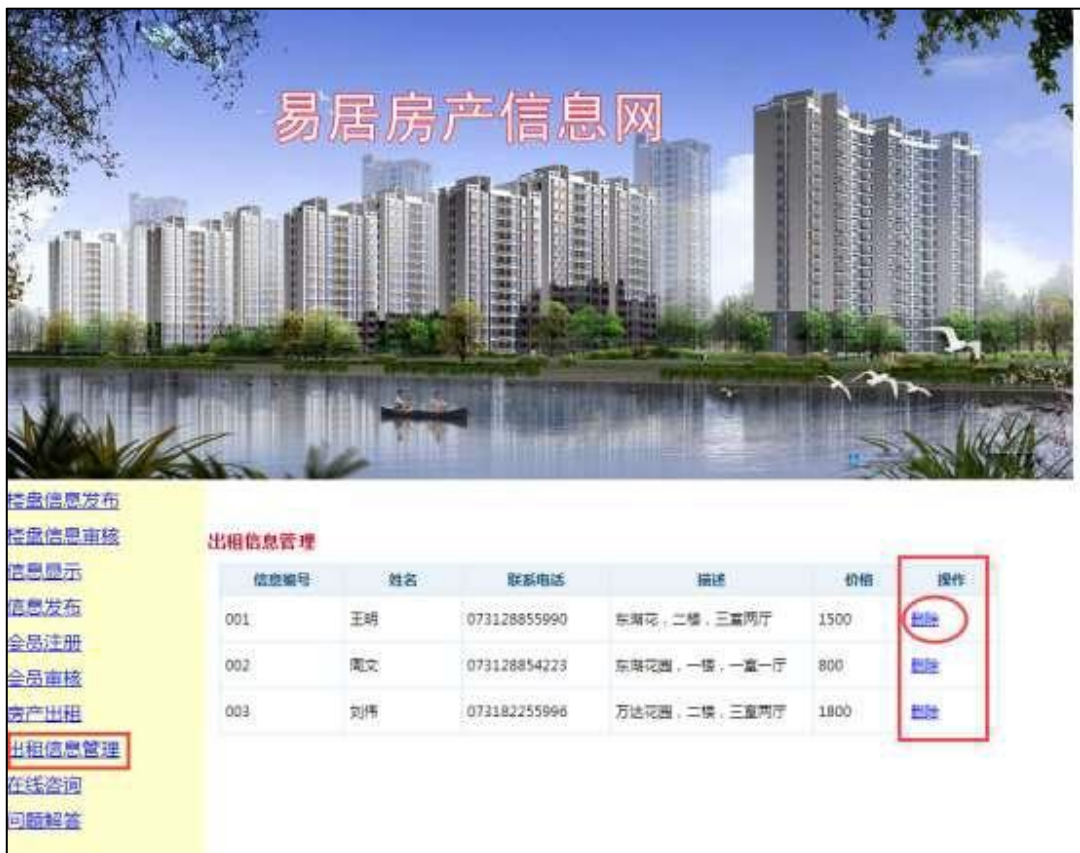 易居房产信息网
楼盘信息发布
楼盘信息审核
信息显示
信息发布
会员注册
会员审核
房产出租
出租信息管理
在线咨询
问题解答
出租信息管理
信息编号 姓名 联系电话 描述 价格 操作
001 王明 073128855990 东湖花，二楼，三室两厅 1500 删除
002 周文 073128854223 东湖花园，一楼，一室一厅 800 删除
003 刘伟 073182255996 万达花园，二楼，三室两厅 1800 删除